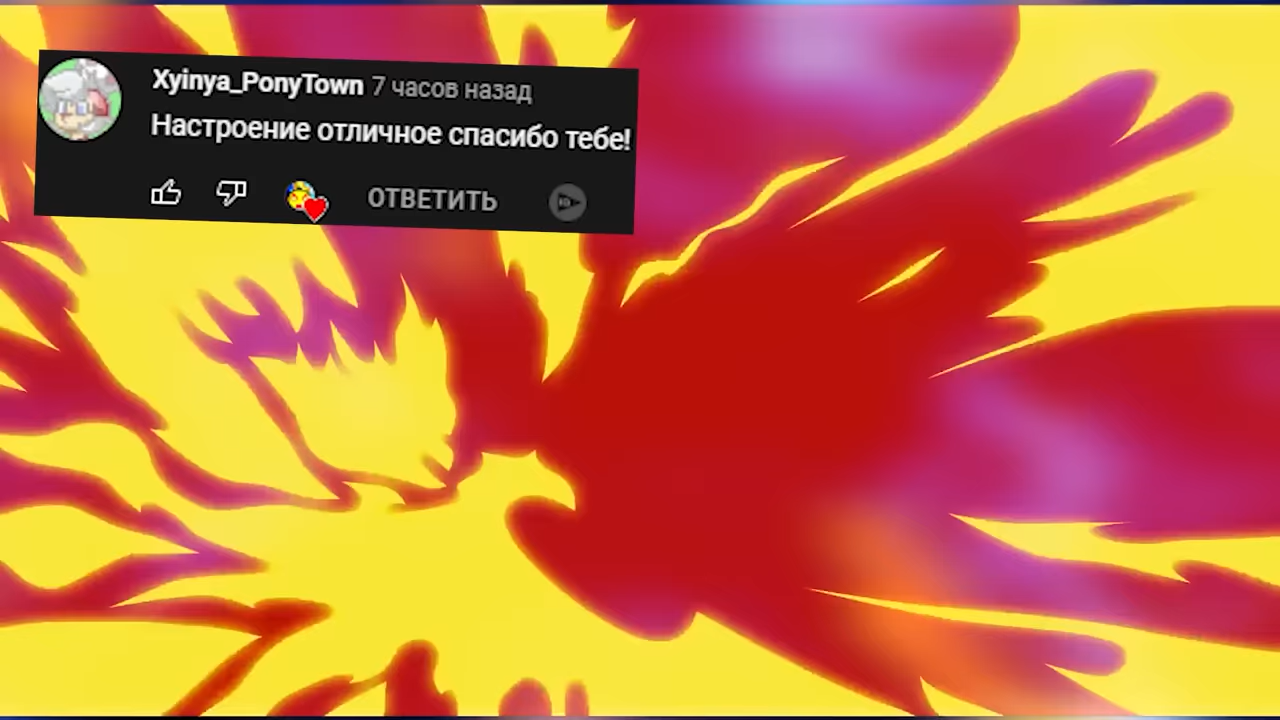 Xyinya_PonyTown 7 часов назад
Настроение отличное спасибо тебе!
ОТВЕТИТЬ